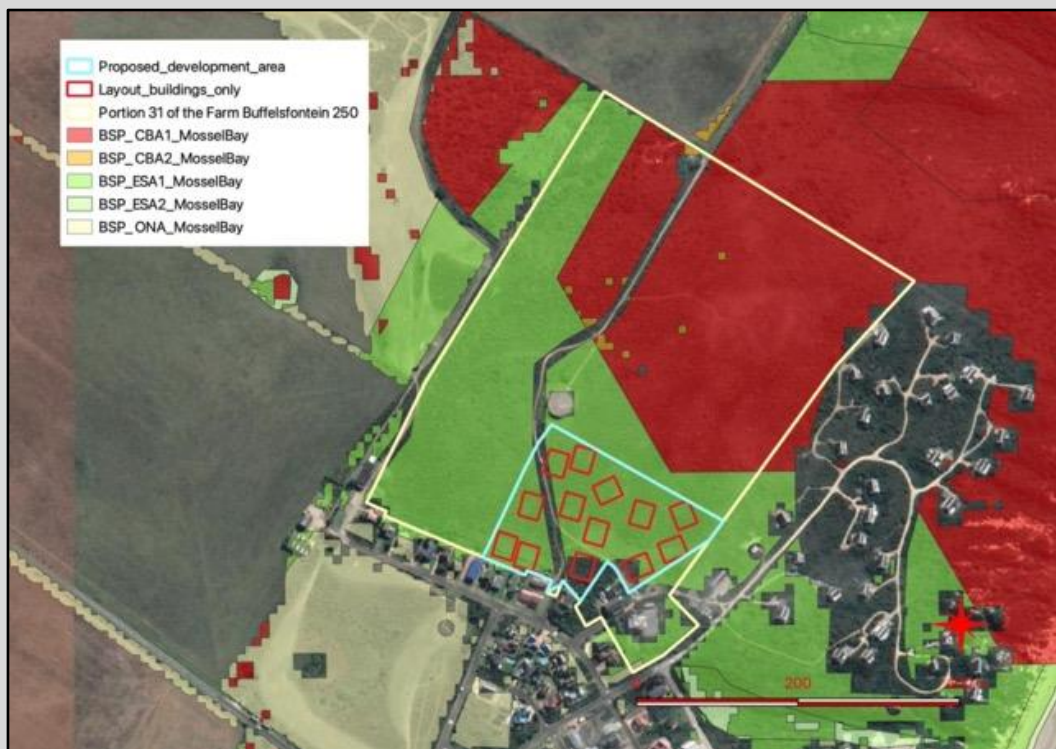 Proposed_development_area
Layout_buildings_only
Portion 31 of the Farm Buffelsfontein 250
BSP_CBA1_MosselBay
BSP_CBA2_MosselBay
BSP_ESA1_MosselBay
BSP_ESA2_MosselBay
BSP_ONA_MosselBay
200